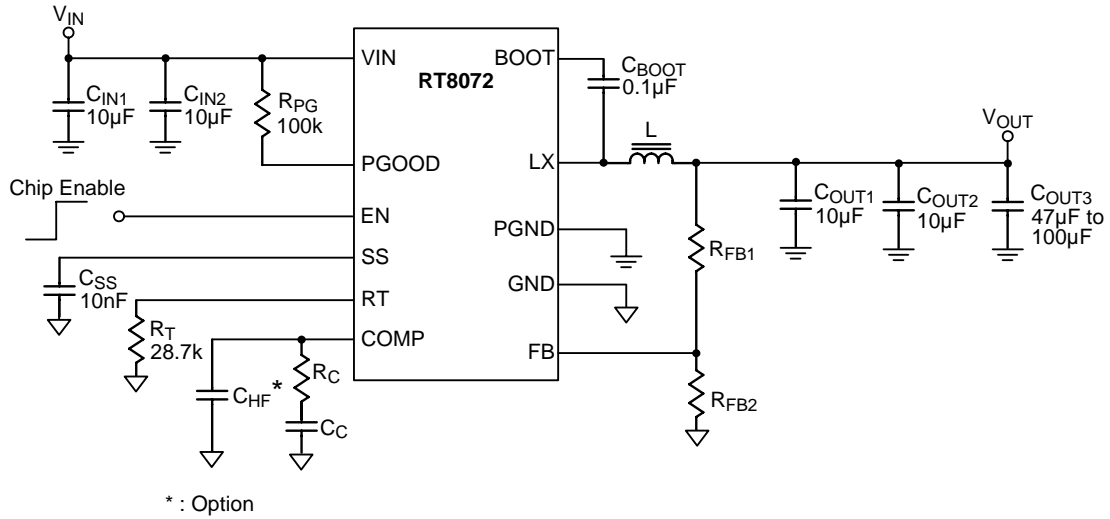 VIN
VIN
BOOT
RT8072
CBOOT
0.1µF
CIN1
10µF
CIN2
10µF
RPG
100k
L
VOUT
PGOOD
LX
Chip Enable
COUT1
10µF
COUT2
10µF
COUT3
47µF to
100µF
EN
PGND
RFB1
SS
CSS
10nF
GND
RT
RT
28.7k
COMP
FB
CHF*
RC
CC
RFB2
* : Option